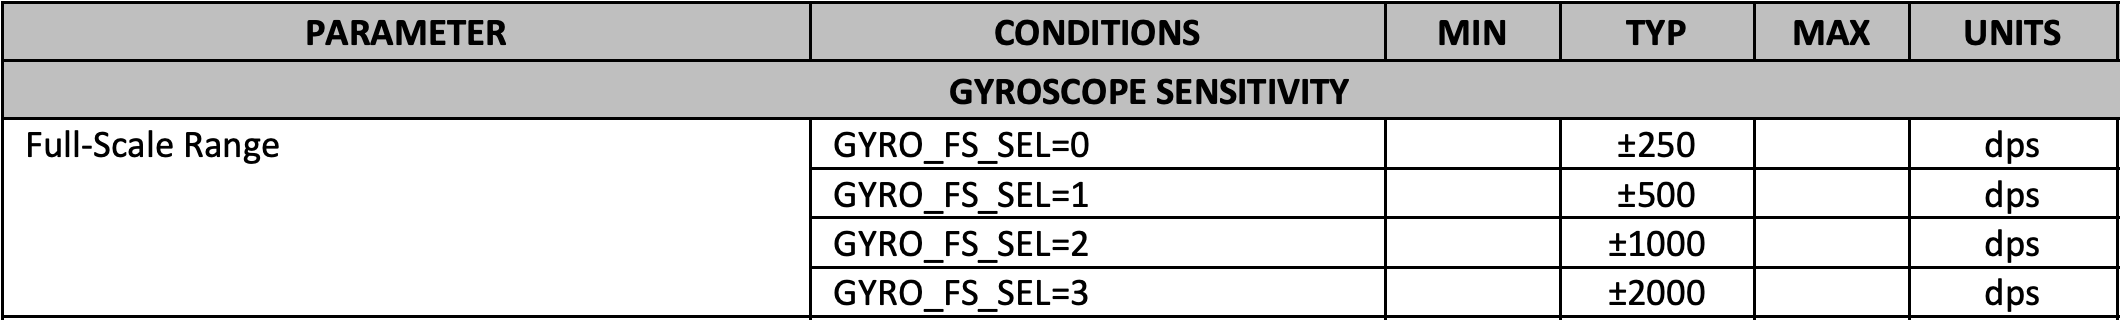 PARAMETER CONDITIONS MIN TYP MAX UNITS
GYROSCOPE SENSITIVITY
Full-Scale Range GYRO_FS_SEL=0 ±250 dps
GYRO_FS_SEL=1 ±500 dps
GYRO_FS_SEL=2 ±1000 dps
GYRO_FS_SEL=3 ±2000 dps